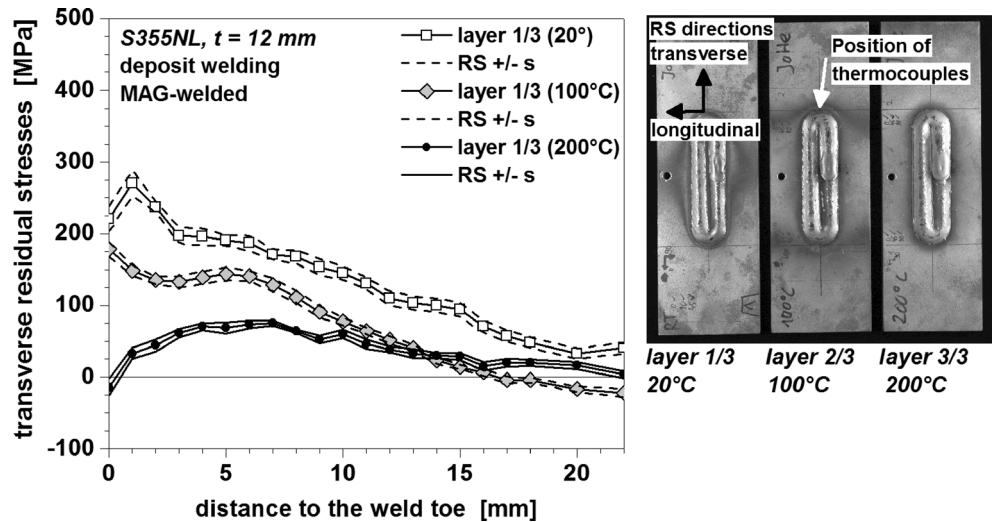 500
400
300
200
100
0
-100
transverse residual stresses [MPa]
S355NL, t = 12 mm
deposit welding
MAG-welded
layer 1/3 (20°)
RS +/- s
layer 1/3 (100°C)
RS +/- s
layer 1/3 (200°C)
RS +/- s
0 5 10 15 20
distance to the weld toe [mm]
RS directions
transverse
longitudinal
Position of
thermocouples
JoHe
100°C
200°C
layer 1/3
20°C
layer 2/3
100°C
layer 3/3
200°C